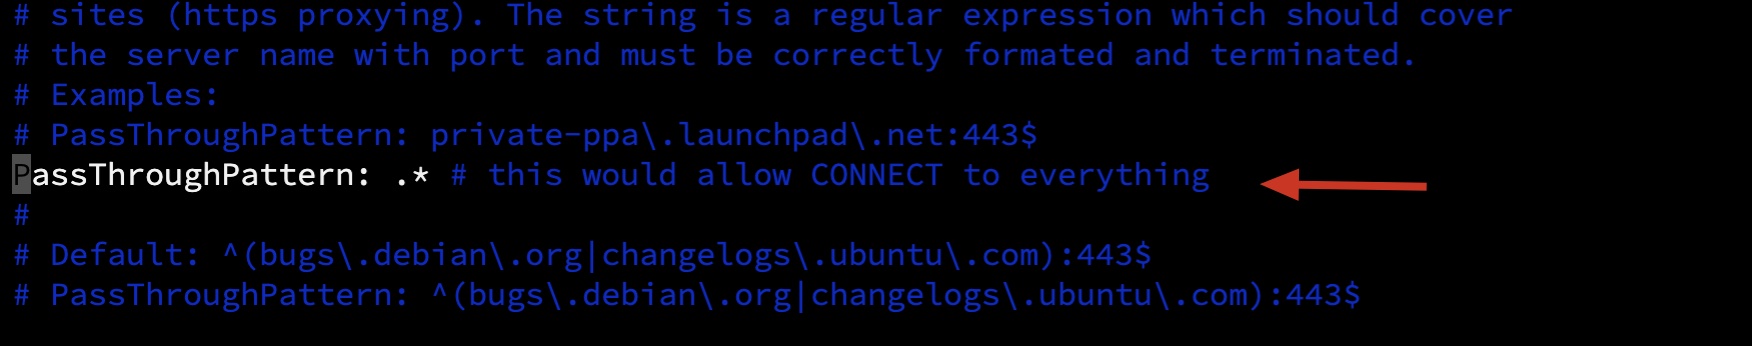 # sites (https proxying). The string is a regular expression which should cover
# the server name with port and must be correctly formated and terminated.
# Examples:
# PassThroughPattern: private-ppa\.launchpad\.net:443$
PassThroughPattern: .* # this would allow CONNECT to everything
#
# Default: ^(bugs\.debian\.org|changelogs\.ubuntu\.com):443$
# PassThroughPattern: ^(bugs\.debian\.org|changelogs\.ubuntu\.com):443$